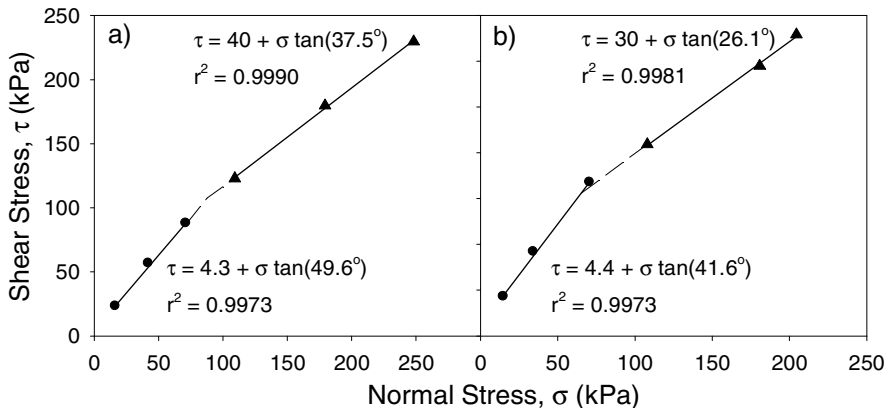 a)
τ = 40 + σ tan(37.5°)
r² = 0.9990
τ = 4.3 + σ tan(49.6°)
r² = 0.9973
b)
τ = 30 + σ tan(26.1°)
r² = 0.9981
τ = 4.4 + σ tan(41.6°)
r² = 0.9973
Shear Stress, τ (kPa)
250
200
150
100
50
0
0 50 100 150 200 250 0 50 100 150 200 250
Normal Stress, σ (kPa)